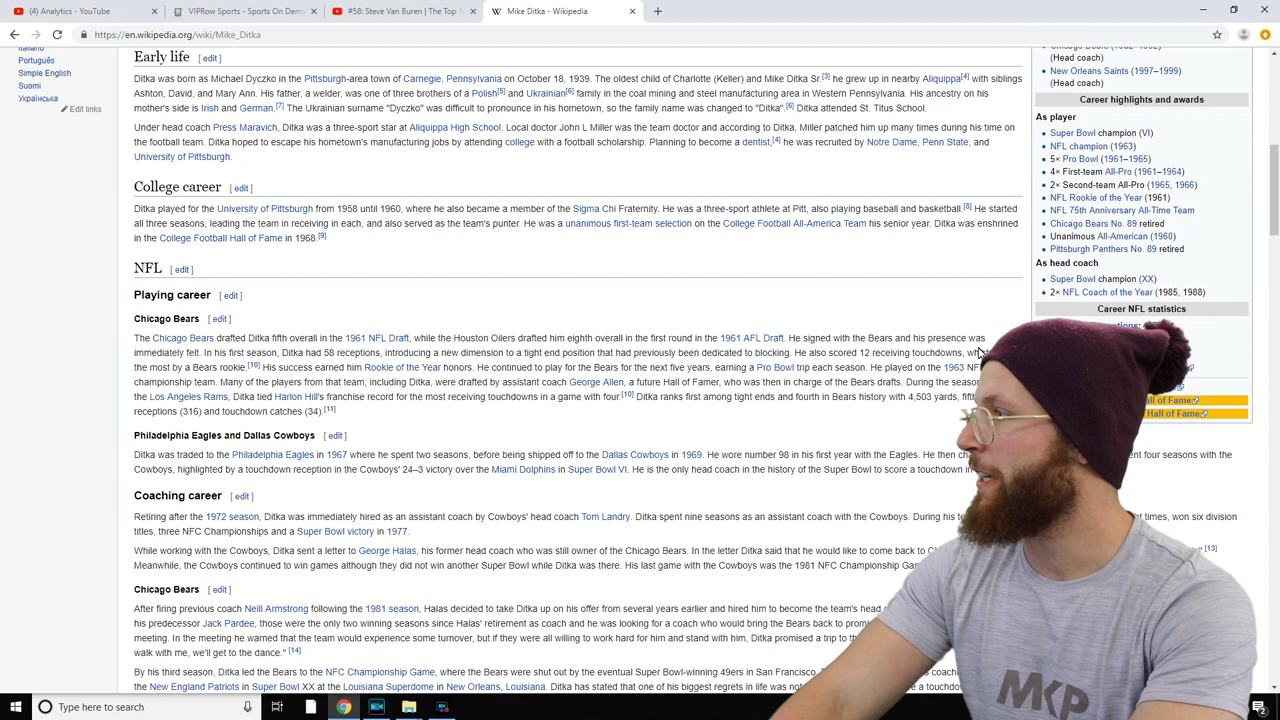 (4) Analytics - YouTube
VIPRow Sports - Sports On Dem
#58: Steve Van Buren | The Top
Mike Ditka - Wikipedia
https://en.wikipedia.org/wiki/Mike_Ditka
Italiano
Português
Simple English
Suomi
Українська
Edit links
Early life [ edit ]
Ditka was born as Michael Dyczko in the Pittsburgh-area town of Carnegie, Pennsylvania on October 18, 1939. The oldest child of Charlotte (Keller) and Mike Ditka Sr.[3] he grew up in nearby Aliquippa[4] with siblings
Ashton, David, and Mary Ann. His father, a welder, was one of three brothers of a Polish[5] and Ukrainian[6] family in the coal mining and steel manufacturing area in Western Pennsylvania. His ancestry on his
mother's side is Irish and German.[7] The Ukrainian surname "Dyczko" was difficult to pronounce in his hometown, so the family name was changed to "Ditka".[6] Ditka attended St. Titus School.
Under head coach Press Maravich, Ditka was a three-sport star at Aliquippa High School. Local doctor John L Miller was the team doctor and according to Ditka, Miller patched him up many times during his time on
the football team. Ditka hoped to escape his hometown's manufacturing jobs by attending college with a football scholarship. Planning to become a dentist,[4] he was recruited by Notre Dame, Penn State, and
University of Pittsburgh.
College career [ edit ]
Ditka played for the University of Pittsburgh from 1958 until 1960, where he also became a member of the Sigma Chi Fraternity. He was a three-sport athlete at Pitt, also playing baseball and basketball.[8] He started
all three seasons, leading the team in receiving in each, and also served as the team's punter. He was a unanimous first-team selection on the College Football All-America Team his senior year. Ditka was enshrined
in the College Football Hall of Fame in 1968.[9]
NFL [ edit ]
Playing career [ edit ]
Chicago Bears [ edit ]
The Chicago Bears drafted Ditka fifth overall in the 1961 NFL Draft, while the Houston Oilers drafted him eighth overall in the first round in the 1961 AFL Draft. He signed with the Bears and his presence was
immediately felt. In his first season, Ditka had 58 receptions, introducing a new dimension to a tight end position that had previously been dedicated to blocking. He also scored 12 receiving touchdowns,
the most by a Bears rookie.[10] His success earned him Rookie of the Year honors. He continued to play for the Bears for the next five years, earning a Pro Bowl trip each season. He played on the 1963 NF
championship team. Many of the players from that team, including Ditka, were drafted by assistant coach George Allen, a future Hall of Famer, who was then in charge of the Bears drafts. During the season
the Los Angeles Rams, Ditka tied Harlon Hill's franchise record for the most receiving touchdowns in a game with four.[10] Ditka ranks first among tight ends and fourth in Bears history with 4,503 yards, fifth
receptions (316) and touchdown catches (34).[11]
Philadelphia Eagles and Dallas Cowboys [ edit ]
Ditka was traded to the Philadelphia Eagles in 1967 where he spent two seasons, before being shipped off to the Dallas Cowboys in 1969. He wore number 98 in his first year with the Eagles. He then ent four seasons with the
Cowboys, highlighted by a touchdown reception in the Cowboys' 24–3 victory over the Miami Dolphins in Super Bowl VI. He is the only head coach in the history of the Super Bowl to score a touchdown in
Coaching career [ edit ]
Retiring after the 1972 season, Ditka was immediately hired as an assistant coach by Cowboys' head coach Tom Landry. Ditka spent nine seasons as an assistant coach with the Cowboys. During his te times, won six division
titles, three NFC Championships and a Super Bowl victory in 1977.
While working with the Cowboys, Ditka sent a letter to George Halas, his former head coach who was still owner of the Chicago Bears. In the letter Ditka said that he would like to come back to C [13]
Meanwhile, the Cowboys continued to win games although they did not win another Super Bowl while Ditka was there. His last game with the Cowboys was the 1981 NFC Championship Gam
Chicago Bears [ edit ]
After firing previous coach Neill Armstrong following the 1981 season, Halas decided to take Ditka up on his offer from several years earlier and hired him to become the team's head
his predecessor Jack Pardee, those were the only two winning seasons since Halas' retirement as coach and he was looking for a coach who would bring the Bears back to promi
meeting. In the meeting he warned that the team would experience some turnover, but if they were all willing to work hard for him and stand with him, Ditka promised a trip to th
walk with me, we'll get to the dance." [14]
By his third season, Ditka led the Bears to the NFC Championship Game, where the Bears were shut out by the eventual Super Bowl-winning 49ers in San Francisco.
the New England Patriots in Super Bowl XX at the Louisiana Superdome in New Orleans, Louisiana. Ditka has stated that one of his biggest regrets in life was not a touchdow
(Head coach)
New Orleans Saints (1997–1999)
(Head coach)
Career highlights and awards
As player
Super Bowl champion (VI)
NFL champion (1963)
5× Pro Bowl (1961–1965)
4× First-team All-Pro (1961–1964)
2× Second-team All-Pro (1965, 1966)
NFL Rookie of the Year (1961)
NFL 75th Anniversary All-Time Team
Chicago Bears No. 89 retired
Unanimous All-American (1960)
Pittsburgh Panthers No. 89 retired
As head coach
Super Bowl champion (XX)
2× NFL Coach of the Year (1985, 1988)
Career NFL statistics
all of Fame
Hall of Fame
MKP
Type here to search
2